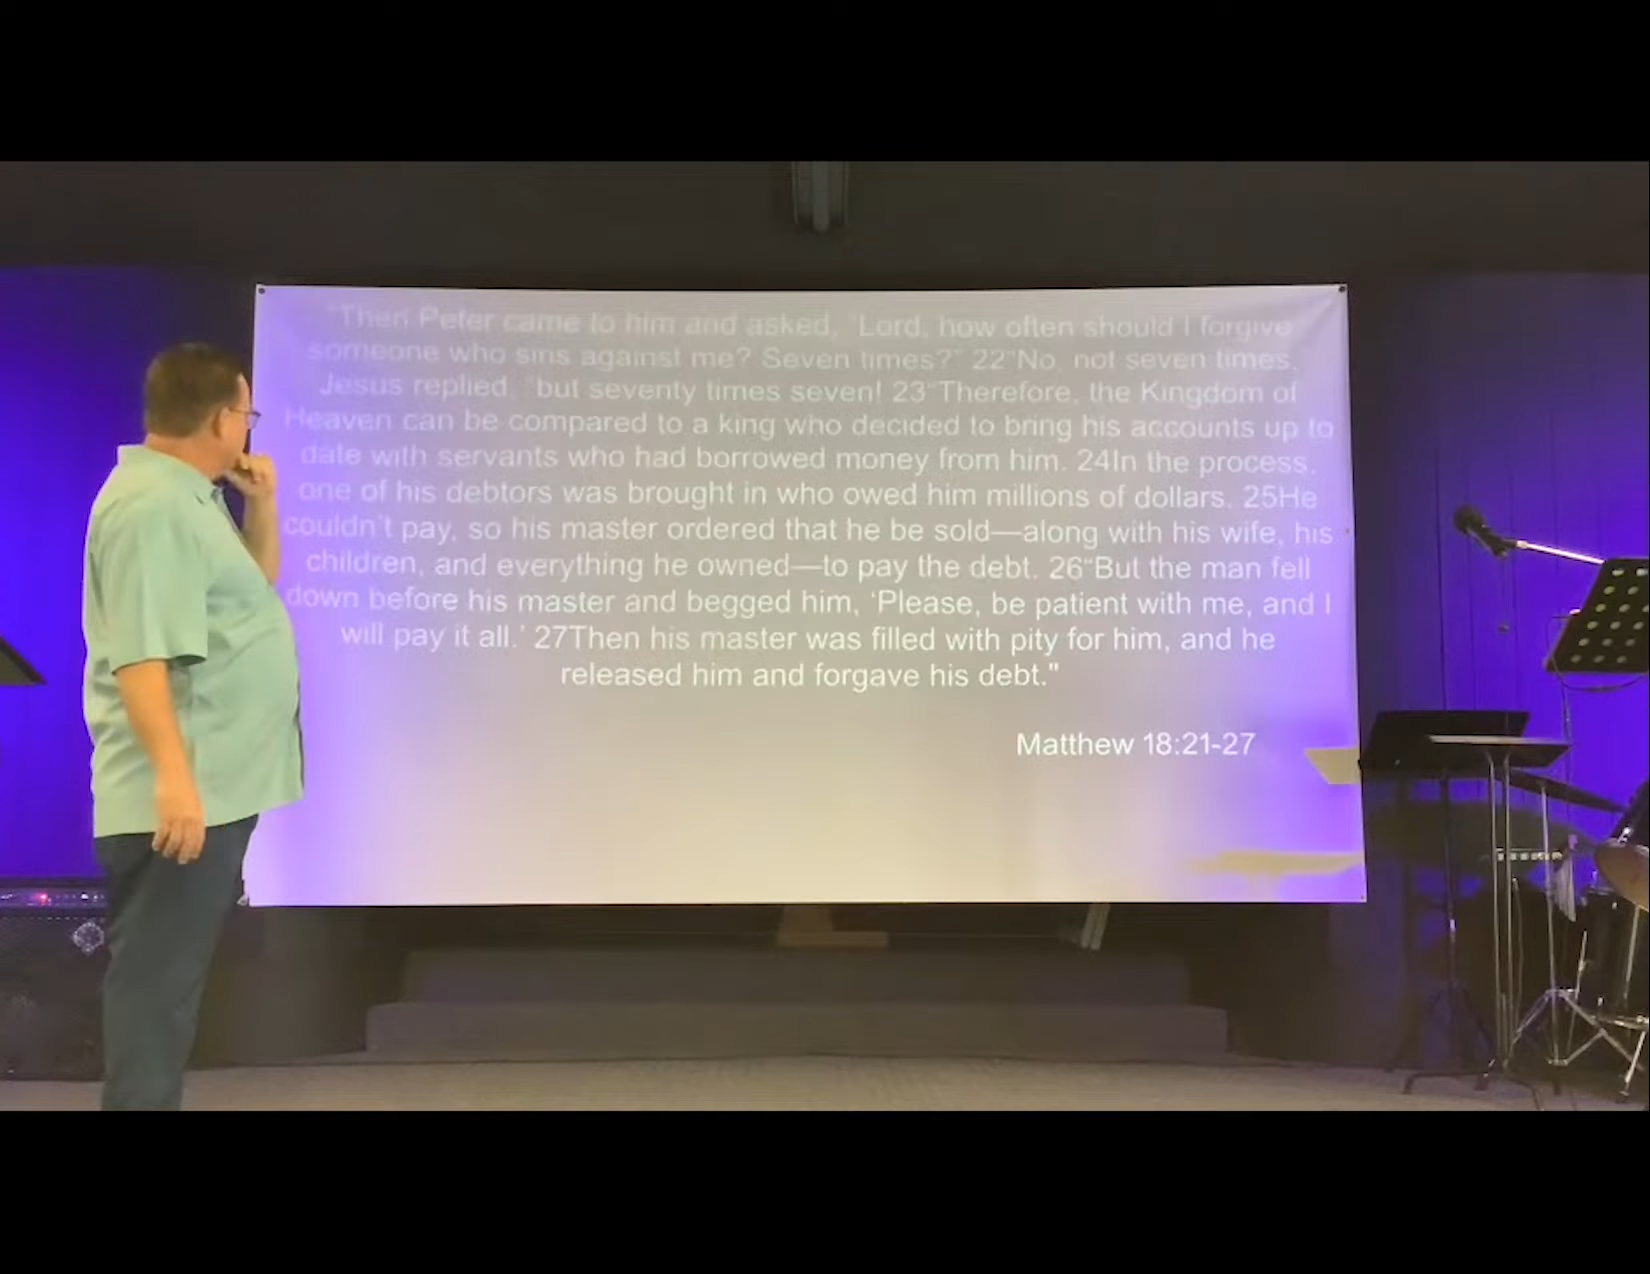 "Then Peter came to him and asked, "Lord, how often should I forgive
someone who sins against me? Seven times?" 22"No, not seven times,
Jesus replied, "but seventy times seven! 23"Therefore, the Kingdom of
Heaven can be compared to a king who decided to bring his accounts up to
date with servants who had borrowed money from him. 24In the process,
one of his debtors was brought in who owed him millions of dollars. 25He
couldn't pay, so his master ordered that he be sold—along with his wife, his
children, and everything he owned—to pay the debt. 26"But the man fell
down before his master and begged him, 'Please, be patient with me, and I
will pay it all.' 27Then his master was filled with pity for him, and he
released him and forgave his debt."
Matthew 18:21-27